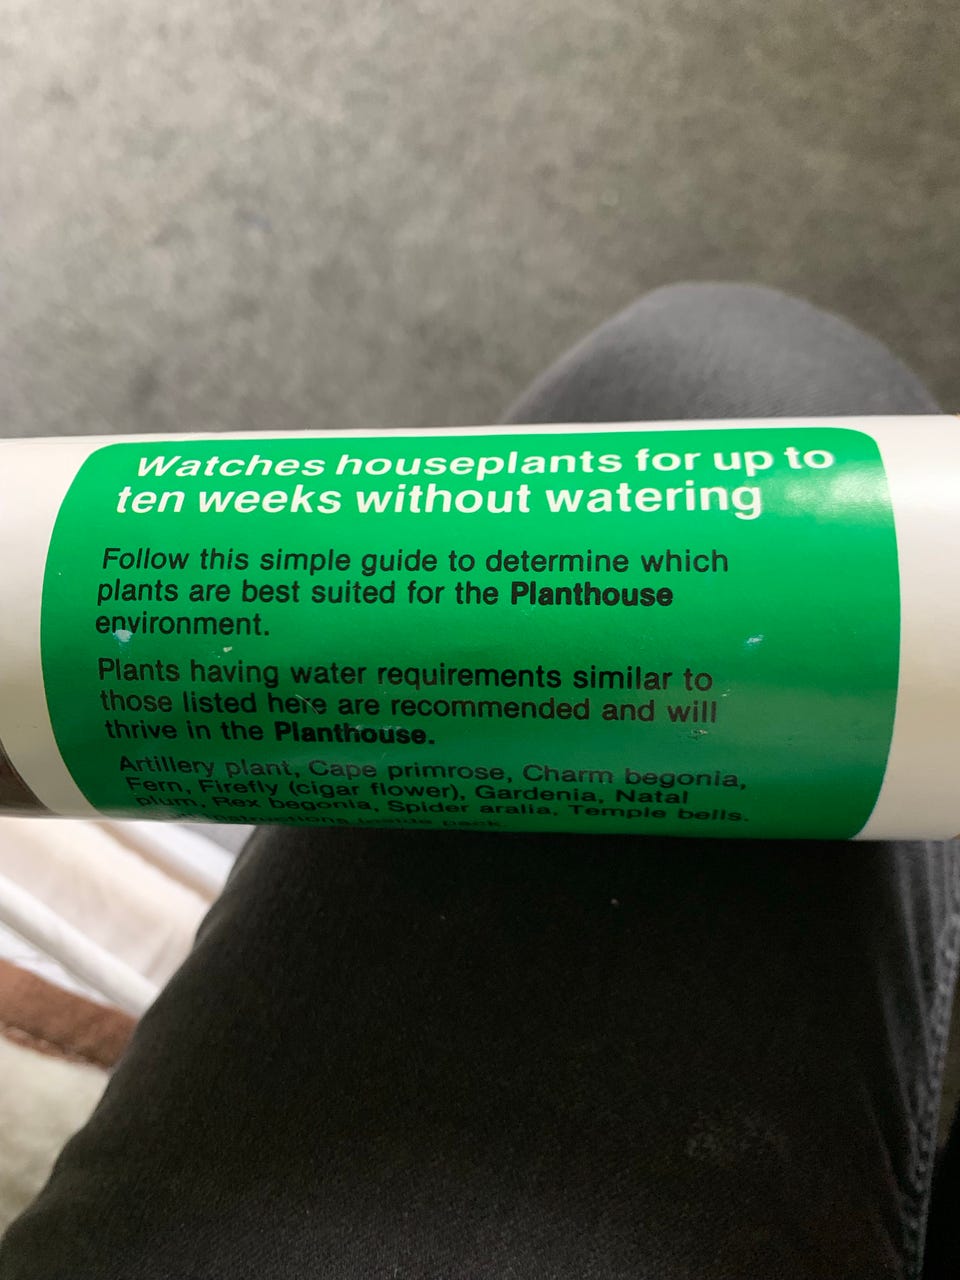 Watches houseplants for up to
ten weeks without watering
Follow this simple guide to determine which
plants are best suited for the Planthouse
environment.
Plants having water requirements similar to
those listed here are recommended and will
thrive in the Planthouse.
Artillery plant, Cape primrose, Charm begonia,
Fern, Firefly (cigar flower), Gardenia, Natal
plum, Rex begonia, Spider aralia, Temple bells.
instructions inside pack.